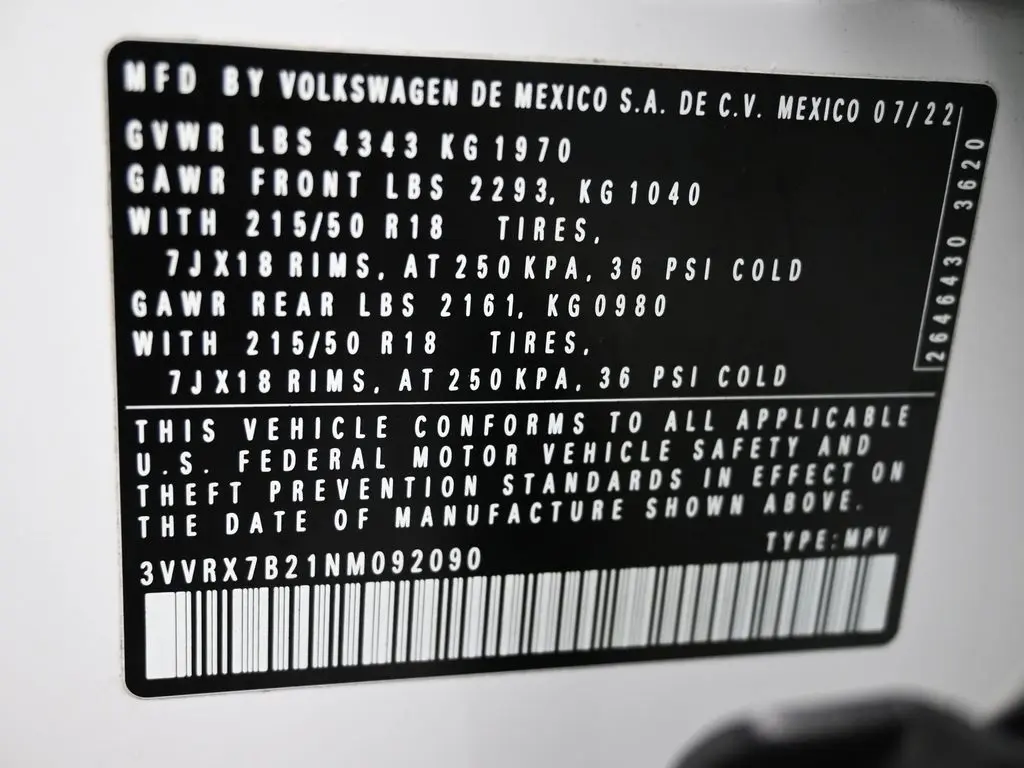 MFD BY VOLKSWAGEN DE MEXICO S.A. DE C.V. MEXICO 07/22
GVWR LBS 4343 KG 1970
GAWR FRONT LBS 2293, KG 1040
WITH 215/50 R18 TIRES,
7JX18 RIMS, AT 250 KPA, 36 PSI COLD
GAWR REAR LBS 2161, KG 0980
WITH 215/50 R18 TIRES,
7JX18 RIMS, AT 250 KPA, 36 PSI COLD
2646430 3620
THIS VEHICLE CONFORMS TO ALL APPLICABLE
U.S. FEDERAL MOTOR VEHICLE SAFETY AND
THEFT PREVENTION STANDARDS IN EFFECT ON
THE DATE OF MANUFACTURE SHOWN ABOVE.
TYPE: MPV
3VVRX7B21NM092090